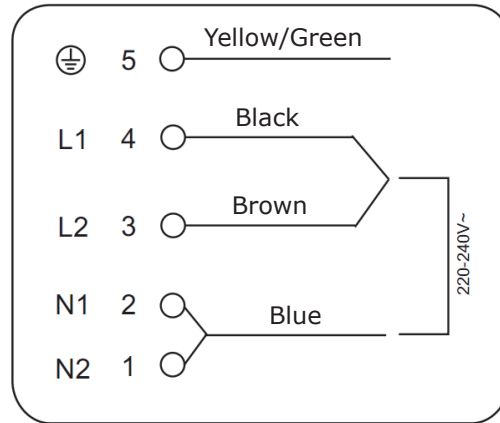 Yellow/Green
5
L1 4 Black
L2 3 Brown
220-240V~
N1 2
Blue
N2 1